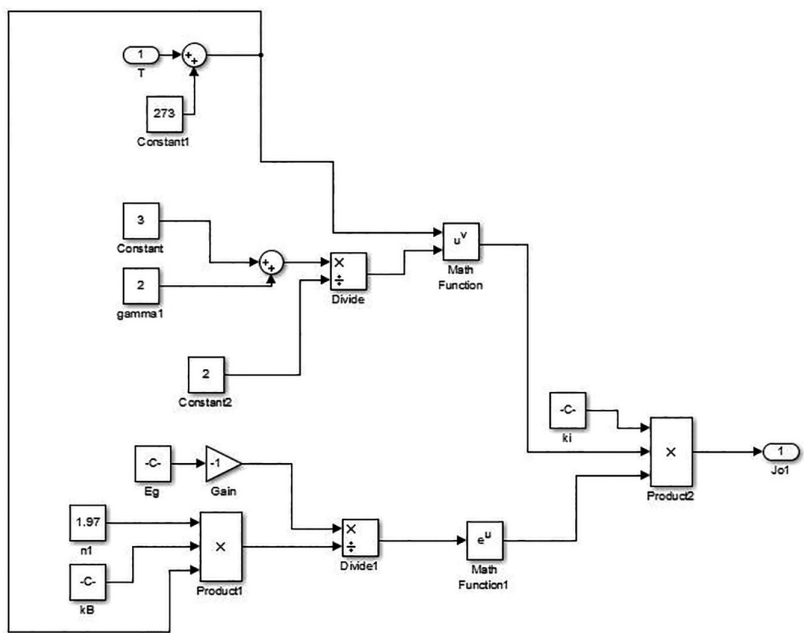 1
T
+
+
273
Constant1
3
Constant
+
+
2
gamma1
×
÷
Divide
u^v
Math
Function
2
Constant2
-C-
ki
×
Product2
1
Jo1
-C-
Eg
-1
Gain
1.97
n1
-C-
kB
×
Product1
×
÷
Divide1
e^u
Math
Function1